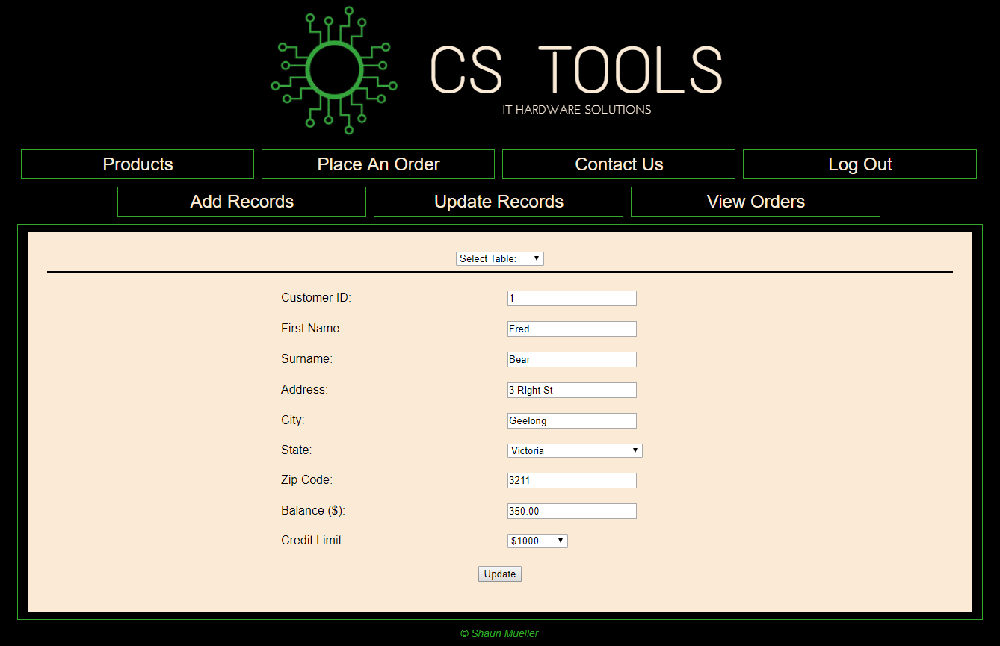 CS TOOLS
IT HARDWARE SOLUTIONS
Products Place An Order Contact Us Log Out
Add Records Update Records View Orders
Select Table:
Customer ID: 1
First Name: Fred
Surname: Bear
Address: 3 Right St
City: Geelong
State: Victoria
Zip Code: 3211
Balance ($): 350.00
Credit Limit: $1000
Update
© Shaun Mueller